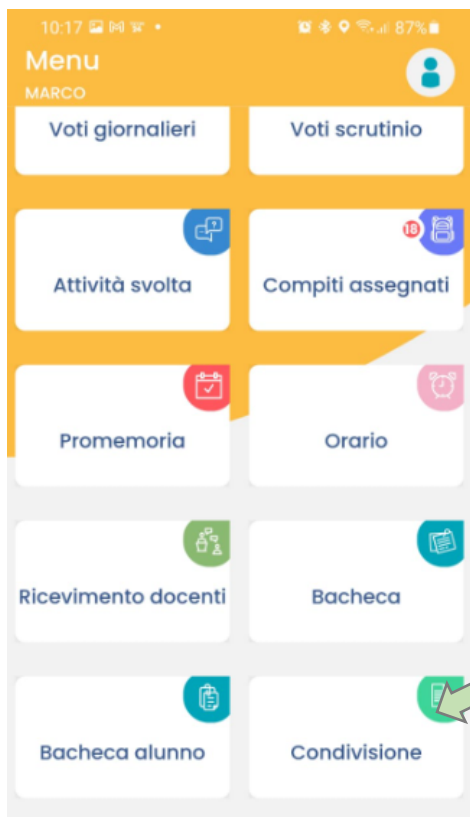 10:17 87%
Menu
MARCO
Voti giornalieri Voti scrutinio
18
Attività svolta Compiti assegnati
Promemoria Orario
Ricevimento docenti Bacheca
Bacheca alunno Condivisione